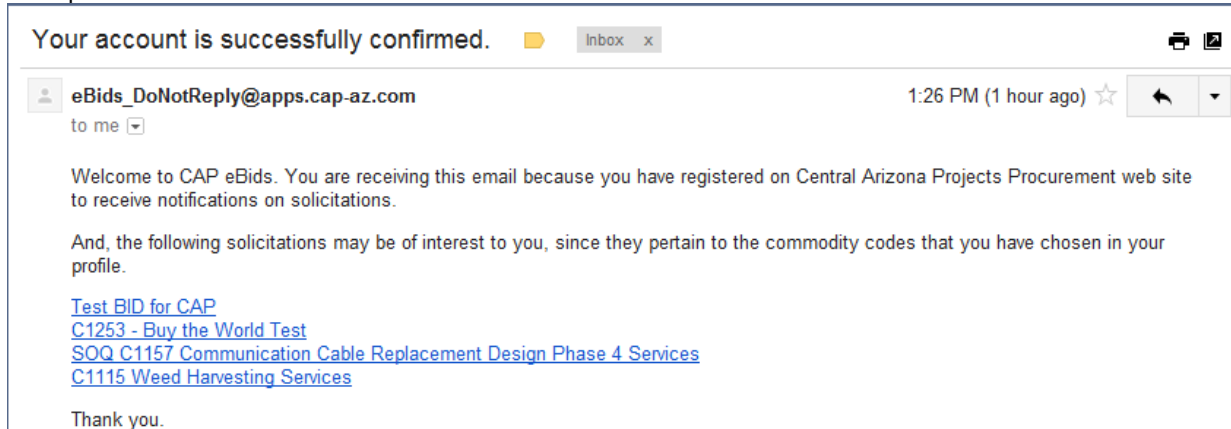 Your account is successfully confirmed. Inbox x
eBids_DoNotReply@apps.cap-az.com 1:26 PM (1 hour ago)
to me
Welcome to CAP eBids. You are receiving this email because you have registered on Central Arizona Projects Procurement web site
to receive notifications on solicitations.
And, the following solicitations may be of interest to you, since they pertain to the commodity codes that you have chosen in your
profile.
Test BID for CAP
C1253 - Buy the World Test
SOQ C1157 Communication Cable Replacement Design Phase 4 Services
C1115 Weed Harvesting Services
Thank you.